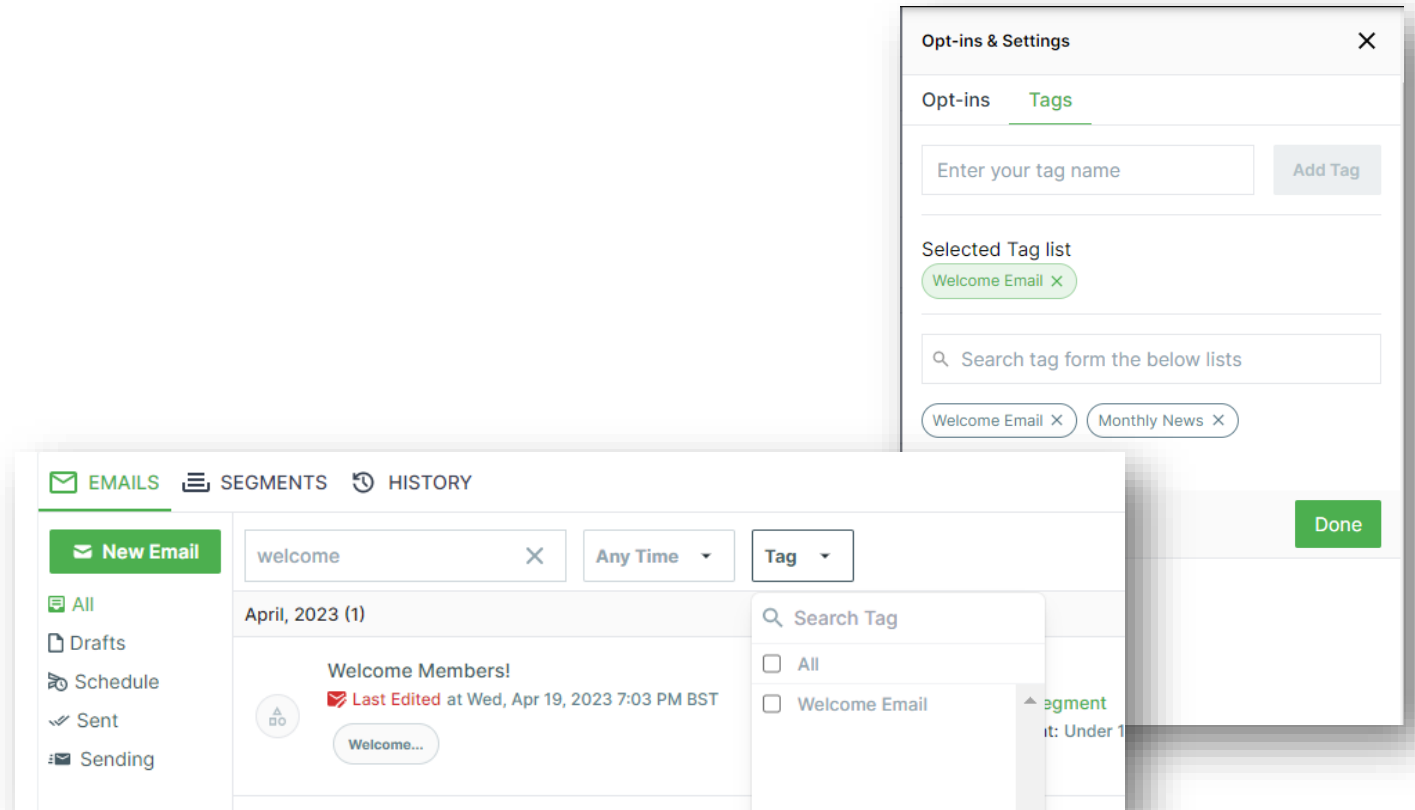 Opt-ins & Settings
Opt-ins Tags
Enter your tag name Add Tag
Selected Tag list
Welcome Email
Search tag form the below lists
Welcome Email Monthly News
Done
EMAILS SEGMENTS HISTORY
New Email
All
Drafts
Schedule
Sent
Sending
welcome Any Time Tag
April, 2023 (1)
Welcome Members!
Last Edited at Wed, Apr 19, 2023 7:03 PM BST
Welcome...
Search Tag
All
Welcome Email
egment
Under 1